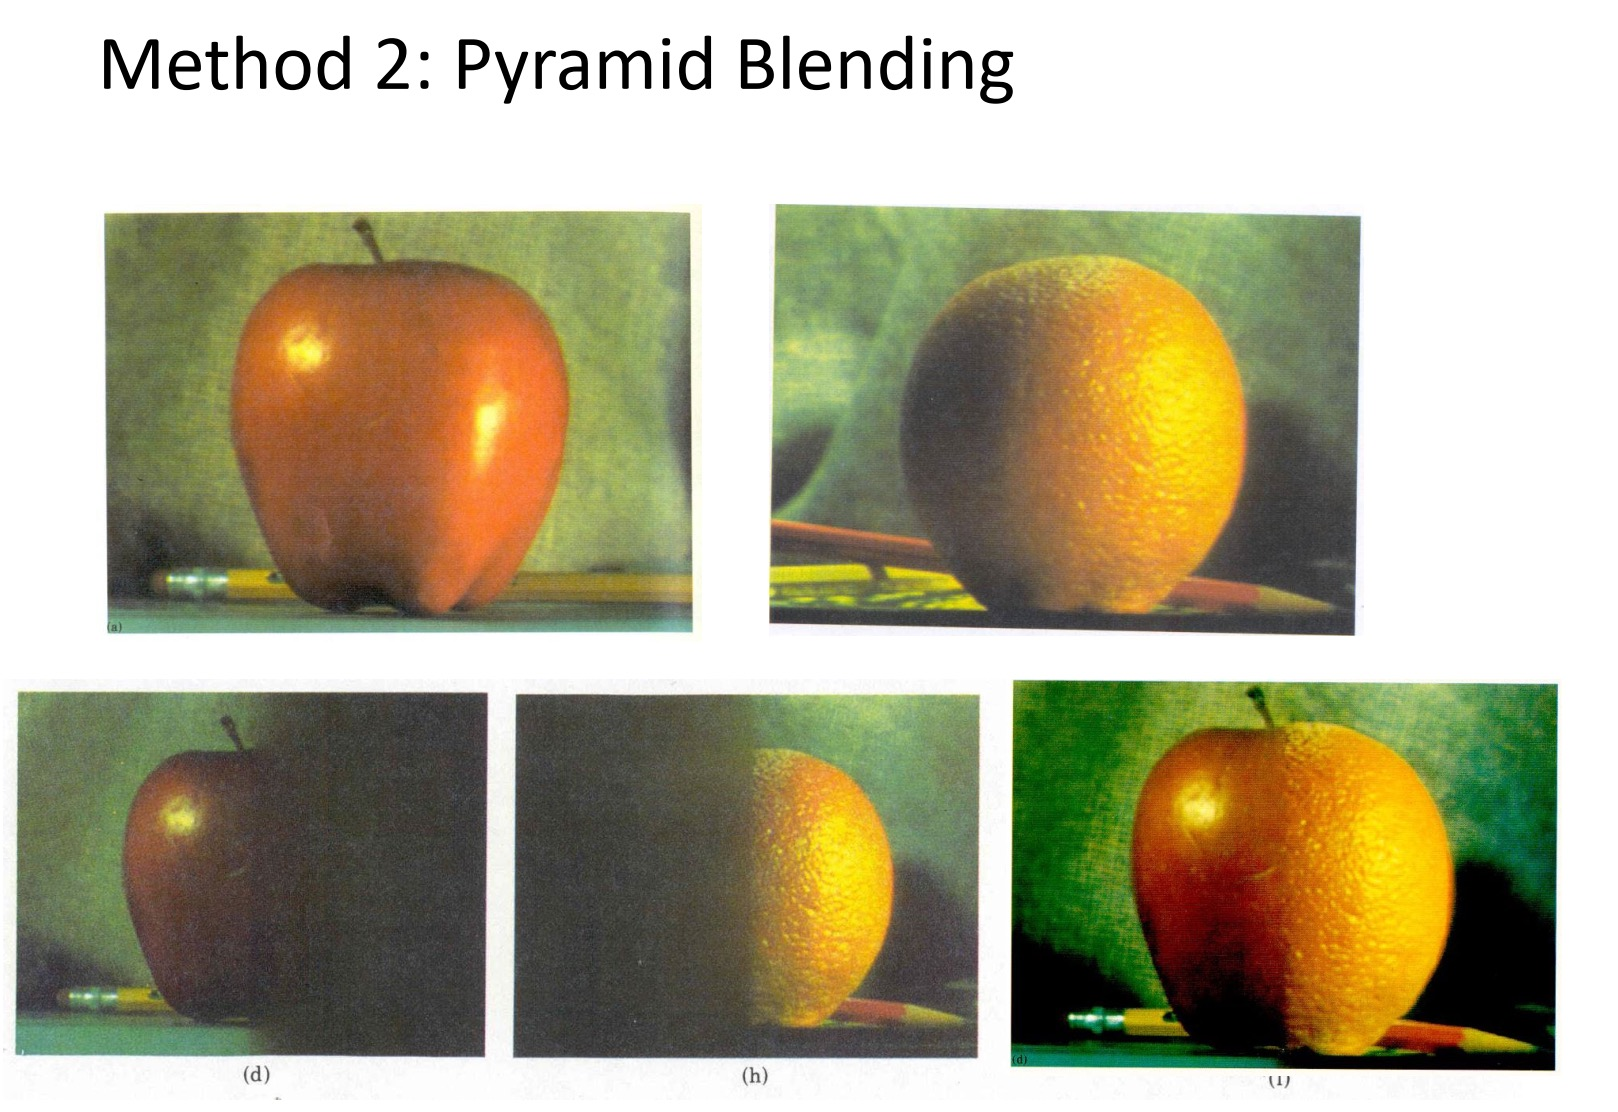 Method 2: Pyramid Blending
(a)
(d)
(d)
(h)